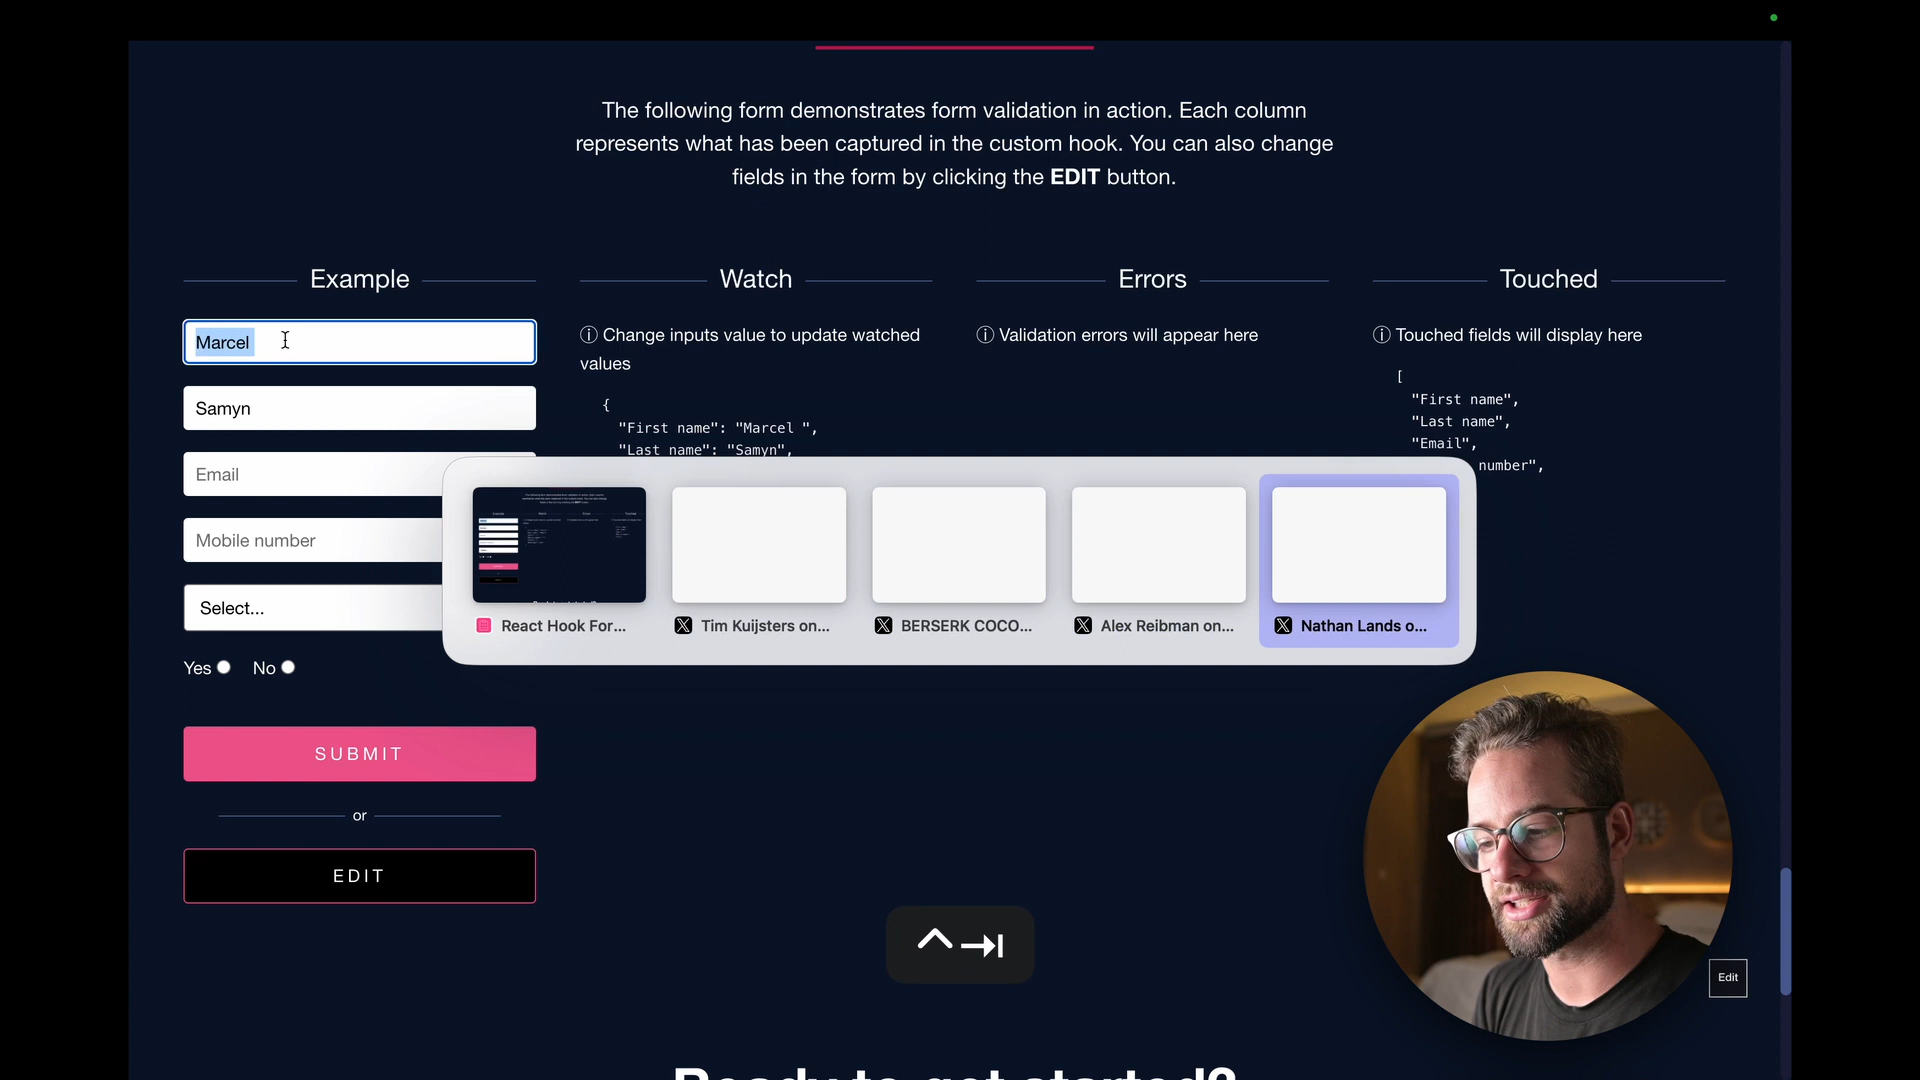 The following form demonstrates form validation in action. Each column
represents what has been captured in the custom hook. You can also change
fields in the form by clicking the EDIT button.
Example
Watch
Errors
Touched
Marcel
Samyn
Email
Mobile number
Select...
Yes No
SUBMIT
or
EDIT
ⓘ Change inputs value to update watched
values
{
"First name": "Marcel ",
"Last name": "Samyn",
ⓘ Validation errors will appear here
ⓘ Touched fields will display here
[
"First name",
"Last name",
"Email",
number",
React Hook For...
Tim Kuijsters on...
BERSERK COCO...
Alex Reibman on...
Nathan Lands o...
Edit
Ready to get started?